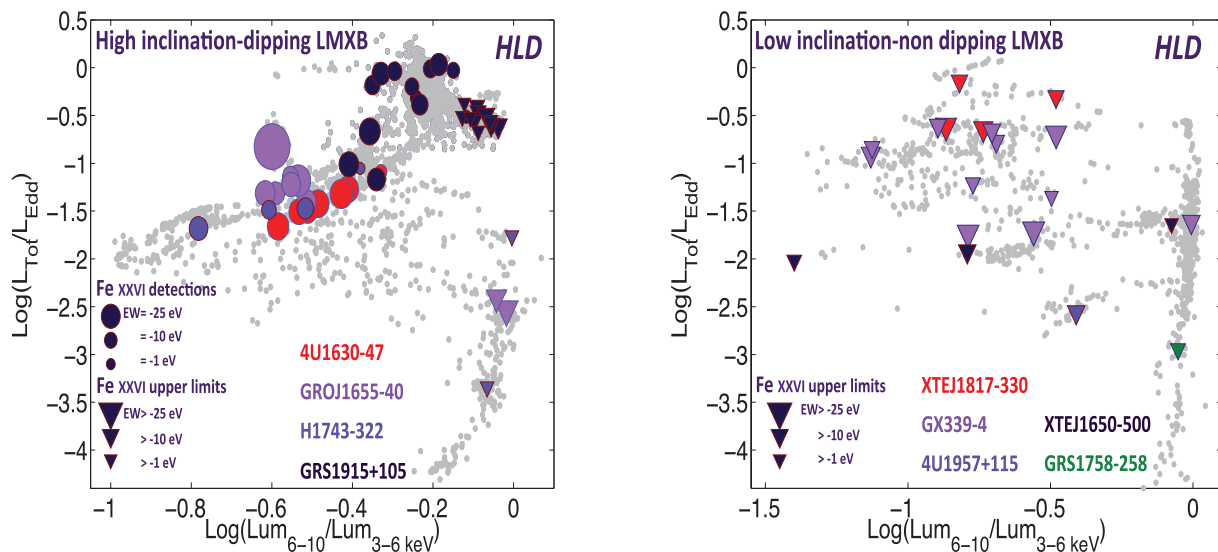 High inclination-dipping LMXB
HLD
0.5
0
−0.5
−1
−1.5
−2
−2.5
−3
−3.5
−4
Log(L_Tot/L_Edd)
Fe XXVI detections
EW= -25 eV
= -10 eV
= -1 eV
Fe XXVI upper limits
EW> -25 eV
> -10 eV
> -1 eV
4U1630-47
GROJ1655-40
H1743-322
GRS1915+105
−1 −0.8 −0.6 −0.4 −0.2 0
Log(Lum_6−10/Lum_3−6 keV)
Low inclination-non dipping LMXB
HLD
0.5
0
−0.5
−1
−1.5
−2
−2.5
−3
−3.5
−4
Log(L_Tot/L_Edd)
Fe XXVI upper limits
EW> -25 eV
> -10 eV
> -1 eV
XTEJ1817-330
GX339-4 XTEJ1650-500
4U1957+115 GRS1758-258
−1.5 −1 −0.5 0
Log(Lum_6−10/Lum_3−6 keV)